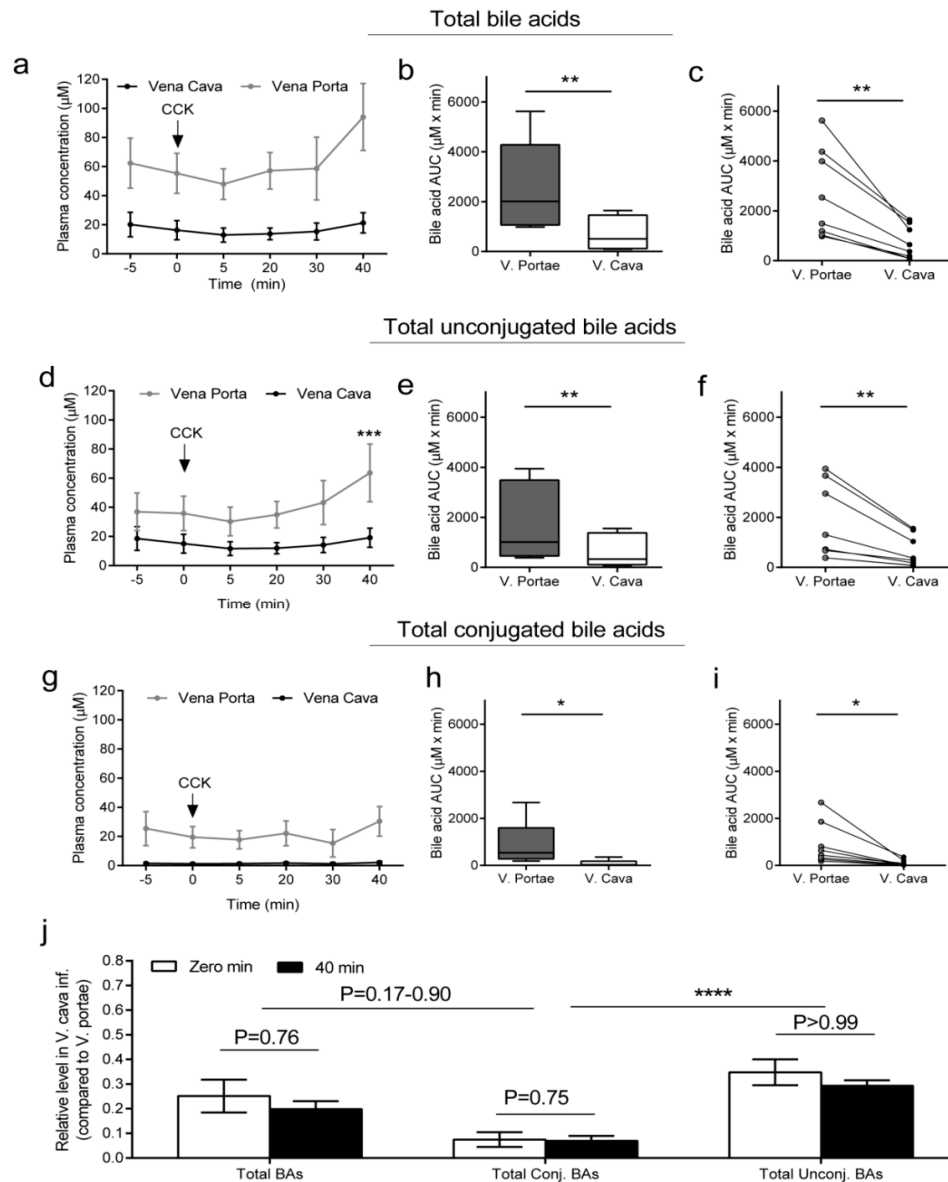 Total bile acids
a
Vena Cava Vena Porta
CCK
Plasma concentration (µM)
120
100
80
60
40
20
0
-5 0 5 20 30 40
Time (min)
b
**
Bile acid AUC (µM x min)
6000
4000
2000
0
V. Portae V. Cava
c
**
Bile acid AUC (µM x min)
6000
4000
2000
0
V. Portae V. Cava
Total unconjugated bile acids
d
Vena Porta Vena Cava
CCK
***
Plasma concentration (µM)
120
100
80
60
40
20
0
-5 0 5 20 30 40
Time (min)
e
**
Bile acid AUC (µM x min)
6000
4000
2000
0
V. Portae V. Cava
f
**
Bile acid AUC (µM x min)
6000
4000
2000
0
V. Portae V. Cava
Total conjugated bile acids
g
Vena Porta Vena Cava
CCK
Plasma concentration (µM)
120
100
80
60
40
20
0
-5 0 5 20 30 40
Time (min)
h
*
Bile acid AUC (µM x min)
6000
4000
2000
0
V. Portae V. Cava
i
*
Bile acid AUC (µM x min)
6000
4000
2000
0
V. Portae V. Cava
j
Zero min 40 min
Relative level in V. cava inf.
(compared to V. portae)
0.8
0.7
0.6
0.5
0.4
0.3
0.2
0.1
0.0
P=0.17-0.90
****
P=0.76
P=0.75
P>0.99
Total BAs Total Conj. BAs Total Unconj. BAs